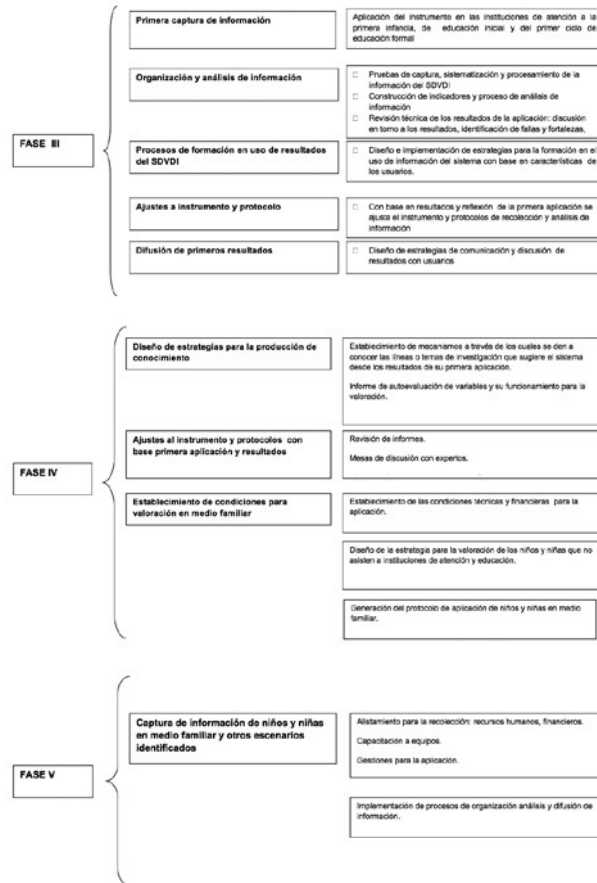 Primera captura de información
Aplicación del instrumento en las instituciones de atención a la
primera infancia, de educación inicial y del primer ciclo de
educación formal
Organización y análisis de información
□ Pruebas de captura, sistematización y procesamiento de la
información del SDVDI
□ Construcción de indicadores y proceso de análisis de
información
□ Revisión técnica de los resultados de la aplicación: discusión
en torno a los resultados, identificación de fallas y fortalezas,
FASE III
Procesos de formación en uso de resultados
del SDVDI
□ Diseño e implementación de estrategias para la formación en el
uso de información del sistema con base en características de
los usuarios.
Ajustes a instrumento y protocolo
□ Con base en resultados y reflexión de la primera aplicación se
ajusta el instrumento y protocolos de recolección y análisis de
información
Difusión de primeros resultados
□ Diseño de estrategias de comunicación y discusión de
resultados con usuarios
Diseño de estrategias para la producción de
conocimiento
Establecimiento de mecanismos a través de los cuales se den a
conocer las líneas o temas de investigación que sugiere el sistema
desde los resultados de su primera aplicación.
Informe de autoevaluación de variables y su funcionamiento para la
valoración.
FASE IV
Ajustes al instrumento y protocolos con
base primera aplicación y resultados
Revisión de informes.
Mesas de discusión con expertos.
Establecimiento de condiciones para
valoración en medio familiar
Establecimiento de las condiciones técnicas y financieras para la
aplicación.
Diseño de la estrategia para la valoración de los niños y niñas que no
asisten a instituciones de atención y educación.
Generación del protocolo de aplicación de niños y niñas en medio
familiar.
FASE V
Captura de información de niños y niñas
en medio familiar y otros escenarios
identificados
Alistamiento para la recolección: recursos humanos, financieros.
Capacitación a equipos.
Gestiones para la aplicación.
Implementación de procesos de organización análisis y difusión de
información.